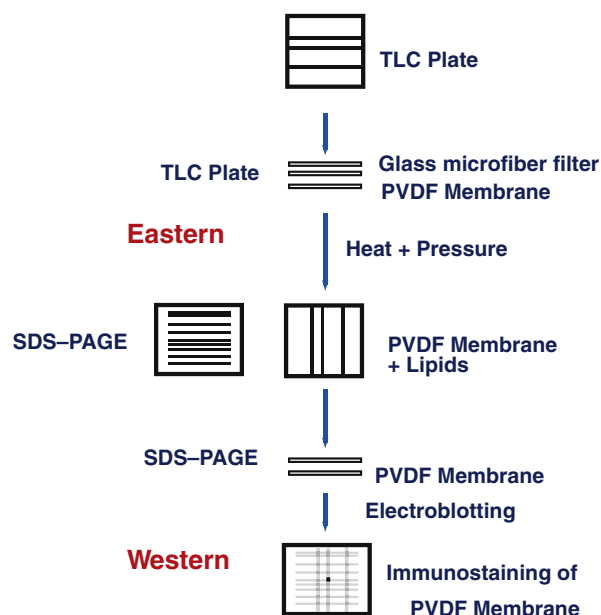 TLC Plate
TLC Plate
Glass microfiber filter
PVDF Membrane
Eastern
Heat + Pressure
SDS–PAGE
PVDF Membrane
+ Lipids
SDS–PAGE
PVDF Membrane
Electroblotting
Western
Immunostaining of
PVDF Membrane